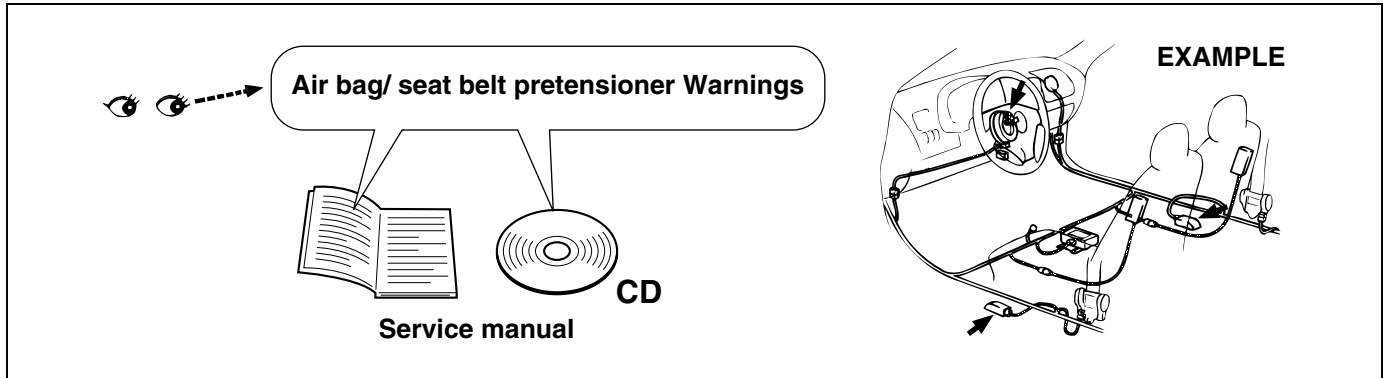 Air bag/ seat belt pretensioner Warnings
EXAMPLE
CD
Service manual